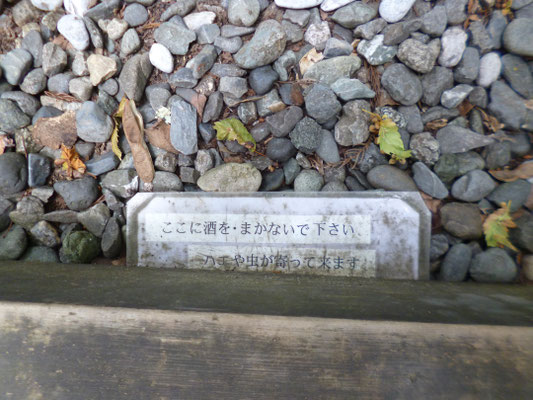 ここに酒を・まかないで下さい、
ハエや虫が寄って来ます